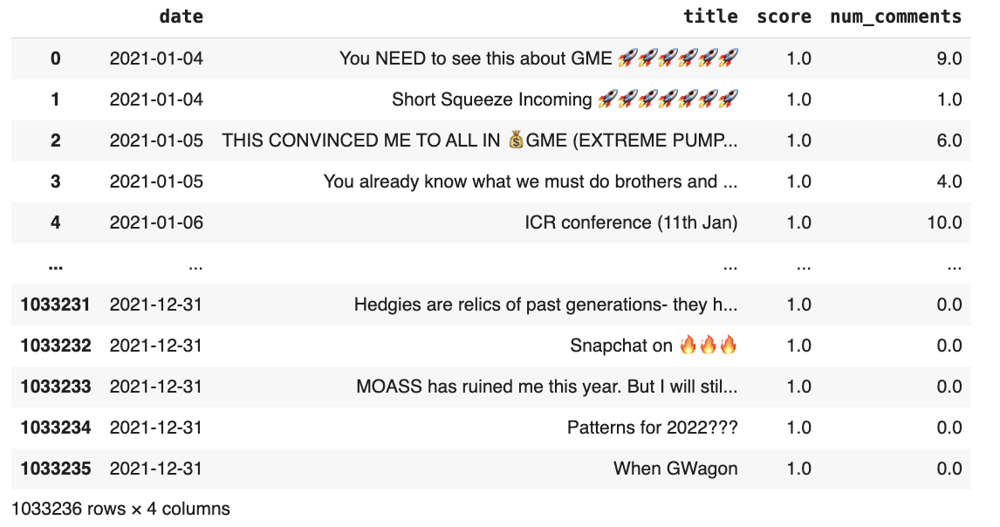 date title score num_comments
0 2021-01-04 You NEED to see this about GME 🚀🚀🚀🚀🚀🚀 1.0 9.0
1 2021-01-04 Short Squeeze Incoming 🚀🚀🚀🚀🚀🚀🚀 1.0 1.0
2 2021-01-05 THIS CONVINCED ME TO ALL IN 💰GME (EXTREME PUMP... 1.0 6.0
3 2021-01-05 You already know what we must do brothers and ... 1.0 4.0
4 2021-01-06 ICR conference (11th Jan) 1.0 10.0
... ... ... ... ...
1033231 2021-12-31 Hedgies are relics of past generations- they h... 1.0 0.0
1033232 2021-12-31 Snapchat on 🔥🔥🔥 1.0 0.0
1033233 2021-12-31 MOASS has ruined me this year. But I will stil... 1.0 0.0
1033234 2021-12-31 Patterns for 2022??? 1.0 0.0
1033235 2021-12-31 When GWagon 1.0 0.0
1033236 rows × 4 columns